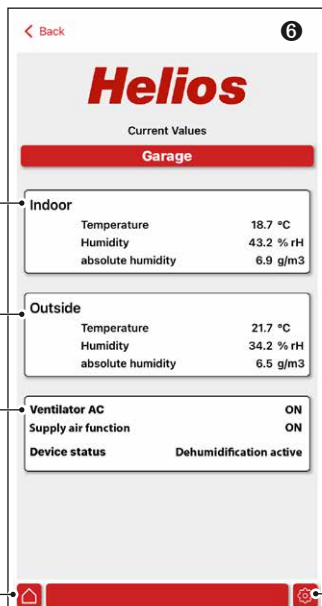 Back
❻
Helios
Current Values
Garage
Indoor
Temperature 18.7 °C
Humidity 43.2 % rH
absolute humidity 6.9 g/m3
Outside
Temperature 21.7 °C
Humidity 34.2 % rH
absolute humidity 6.5 g/m3
Ventilator AC ON
Supply air function ON
Device status Dehumidification active